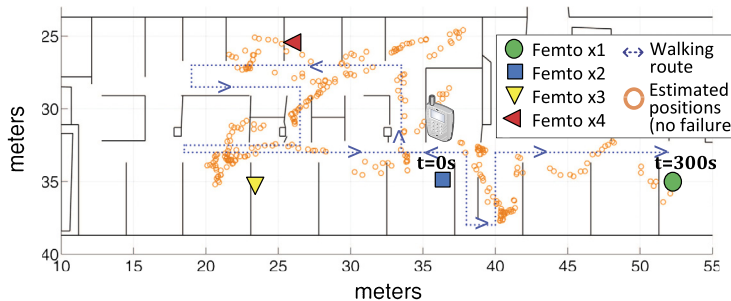 25
30
35
40
meters
10
15
20
25
30
35
40
45
50
55
meters
t=0s
t=300s
Femto x1
Femto x2
Femto x3
Femto x4
Walking
route
Estimated
positions
(no failure